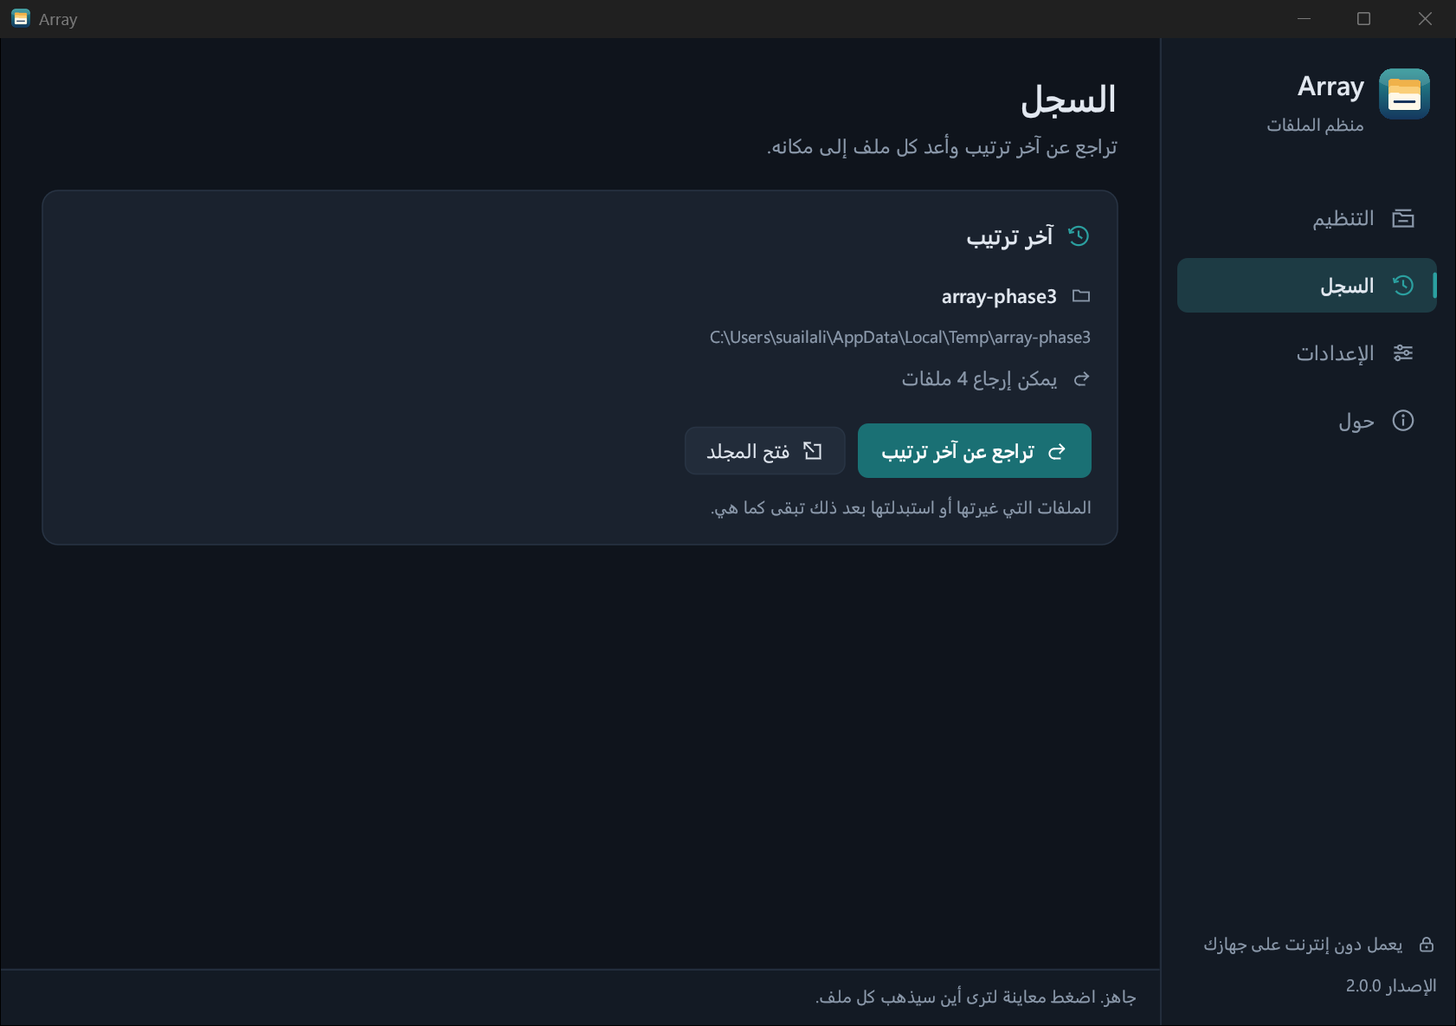 Array
Array
منظم الملفات
التنظيم
السجل
الإعدادات
حول
يعمل دون إنترنت على جهازك
الإصدار 2.0.0
السجل
تراجع عن آخر ترتيب وأعد كل ملف إلى مكانه.
آخر ترتيب
array-phase3
C:\Users\suailali\AppData\Local\Temp\array-phase3
يمكن إرجاع 4 ملفات
تراجع عن آخر ترتيب
فتح المجلد
الملفات التي غيرتها أو استبدلتها بعد ذلك تبقى كما هي.
جاهز. اضغط معاينة لترى أين سيذهب كل ملف.